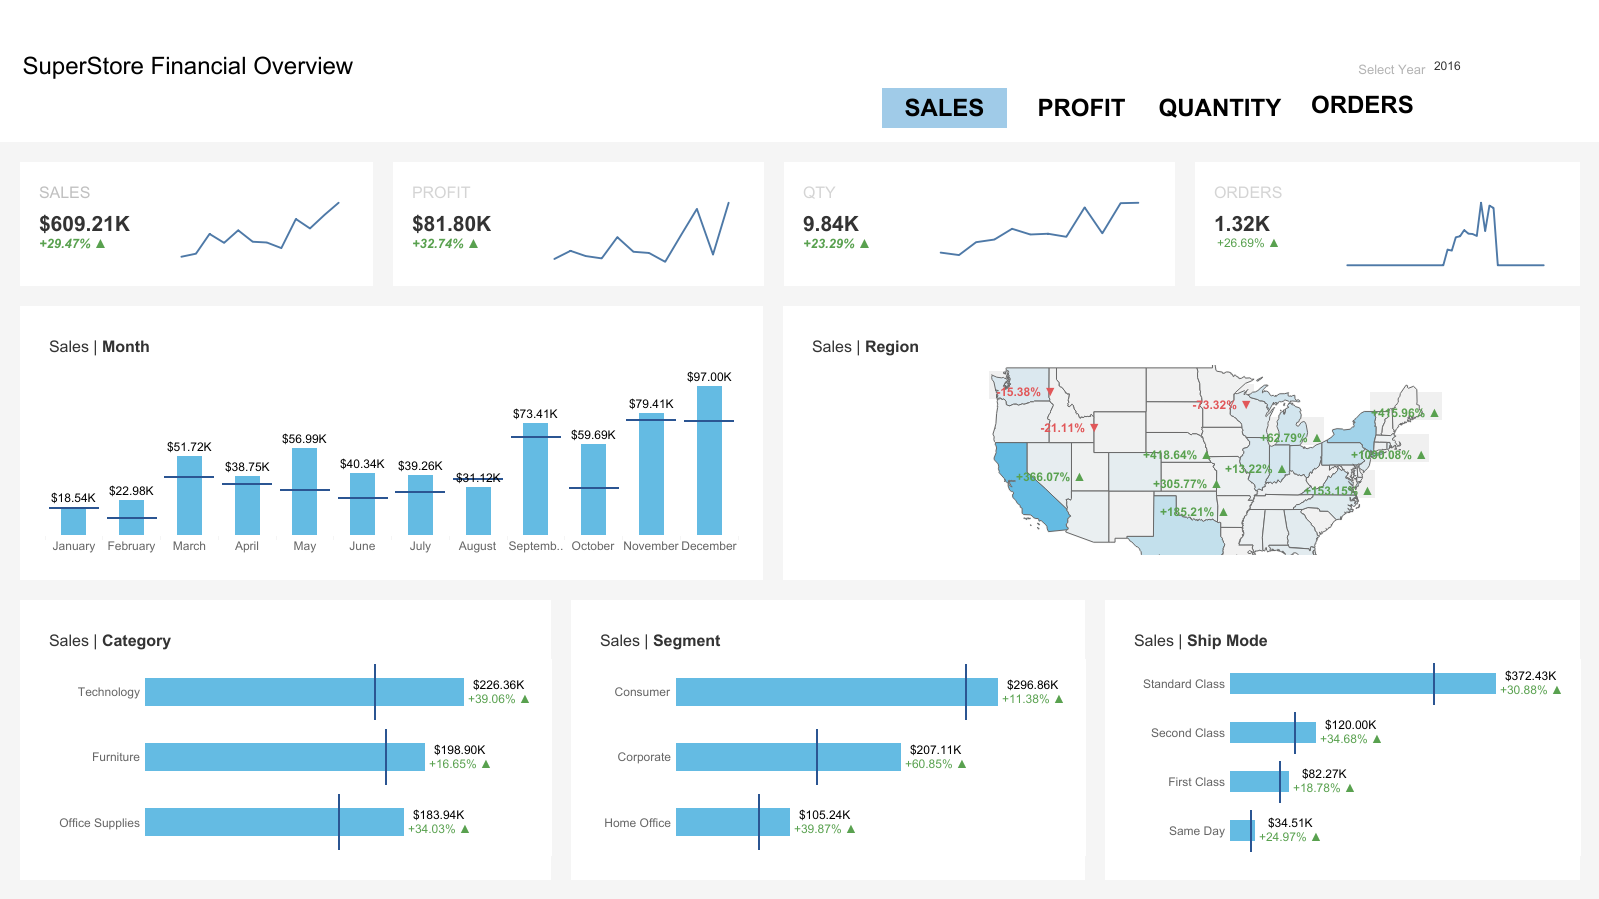 SuperStore Financial Overview
Select Year 2016
SALES PROFIT QUANTITY ORDERS
SALES
$609.21K
+29.47% ▲
PROFIT
$81.80K
+32.74% ▲
QTY
9.84K
+23.29% ▲
ORDERS
1.32K
+26.69% ▲
Sales | Month
$18.54K
$22.98K
$51.72K
$38.75K
$56.99K
$40.34K
$39.26K
$31.12K
$73.41K
$59.69K
$79.41K
$97.00K
January February March April May June July August Septemb.. October November December
Sales | Region
-15.38% ▼
-73.32% ▼
+415.96% ▲
-21.11% ▼
+62.79% ▲
+418.64% ▲
+13.22% ▲
+366.07% ▲
+305.77% ▲
+153.15% ▲
+185.21% ▲
Sales | Category
Technology
$226.36K
+39.06% ▲
Furniture
$198.90K
+16.65% ▲
Office Supplies
$183.94K
+34.03% ▲
Sales | Segment
Consumer
$296.86K
+11.38% ▲
Corporate
$207.11K
+60.85% ▲
Home Office
$105.24K
+39.87% ▲
Sales | Ship Mode
Standard Class
$372.43K
+30.88% ▲
Second Class
$120.00K
+34.68% ▲
First Class
$82.27K
+18.78% ▲
Same Day
$34.51K
+24.97% ▲